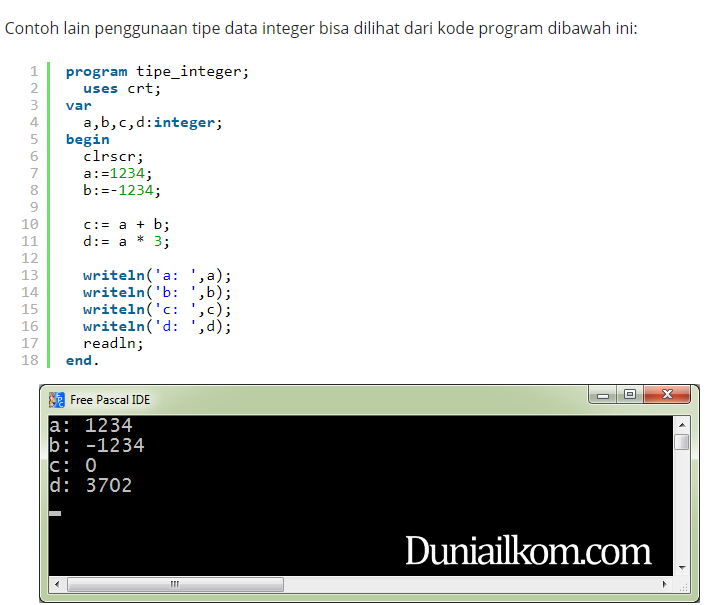 Contoh lain penggunaan tipe data integer bisa dilihat dari kode program dibawah ini:
1 program tipe_integer;
2 uses crt;
3 var
4 a,b,c,d:integer;
5 begin
6 clrscr;
7 a:=1234;
8 b:=-1234;
9
10 c:= a + b;
11 d:= a * 3;
12
13 writeln('a: ',a);
14 writeln('b: ',b);
15 writeln('c: ',c);
16 writeln('d: ',d);
17 readln;
18 end.
Free Pascal IDE
a: 1234
b: -1234
c: 0
d: 3702
Duniailkom.com